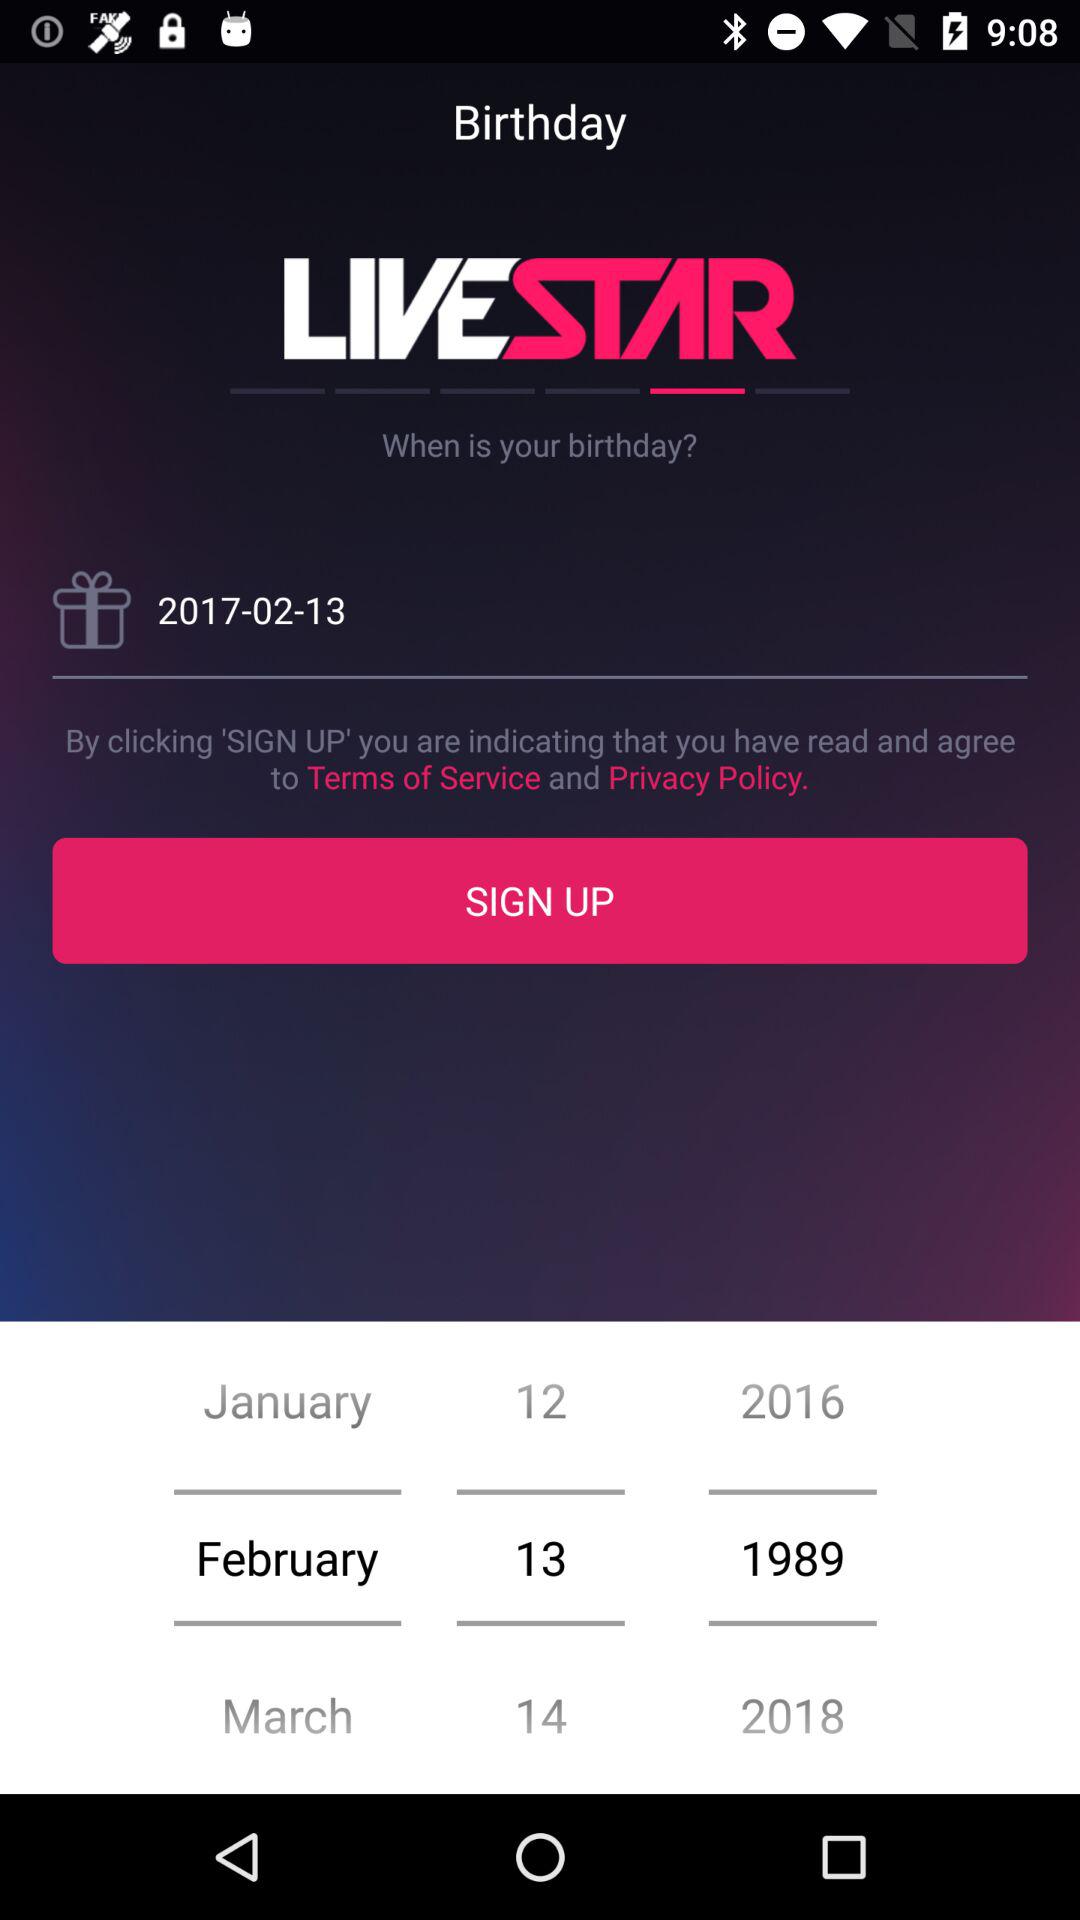 FAKE
9:08
Birthday
LIVESTAR
When is your birthday?
2017-02-13
By clicking 'SIGN UP' you are indicating that you have read and agree
to Terms of Service and Privacy Policy.
SIGN UP
January 12 2016
February 13 1989
March 14 2018